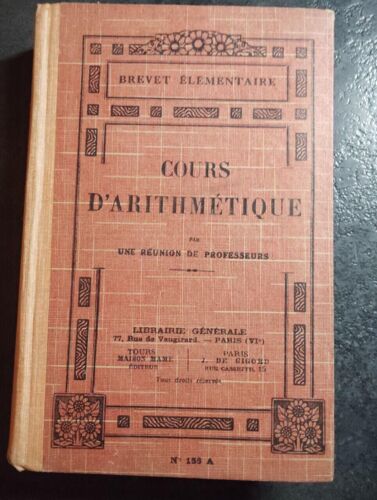 BREVET ÉLÉMENTAIRE
COURS
D'ARITHMÉTIQUE
PAR
UNE RÉUNION DE PROFESSEURS
LIBRAIRIE GÉNÉRALE
77, Rue de Vaugirard. — PARIS (VIe)
TOURS
MAISON MAME
ÉDITEUR
PARIS
J. DE GIGORD
RUE CASSETTE, 15
Tous droits réservés
N° 153 A